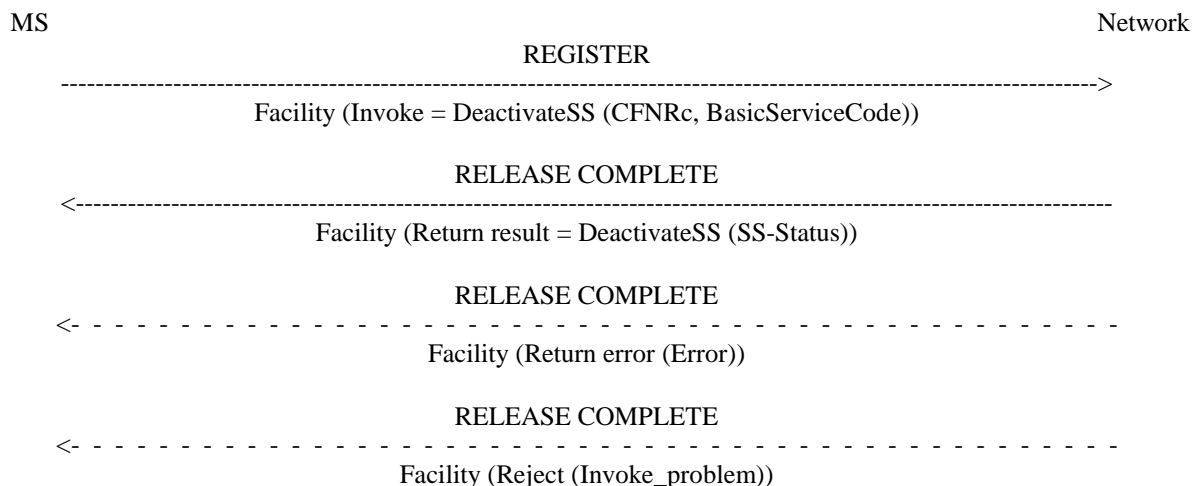 MS Network
REGISTER
Facility (Invoke = DeactivateSS (CFNRc, BasicServiceCode))
RELEASE COMPLETE
Facility (Return result = DeactivateSS (SS-Status))
RELEASE COMPLETE
Facility (Return error (Error))
RELEASE COMPLETE
Facility (Reject (Invoke_problem))